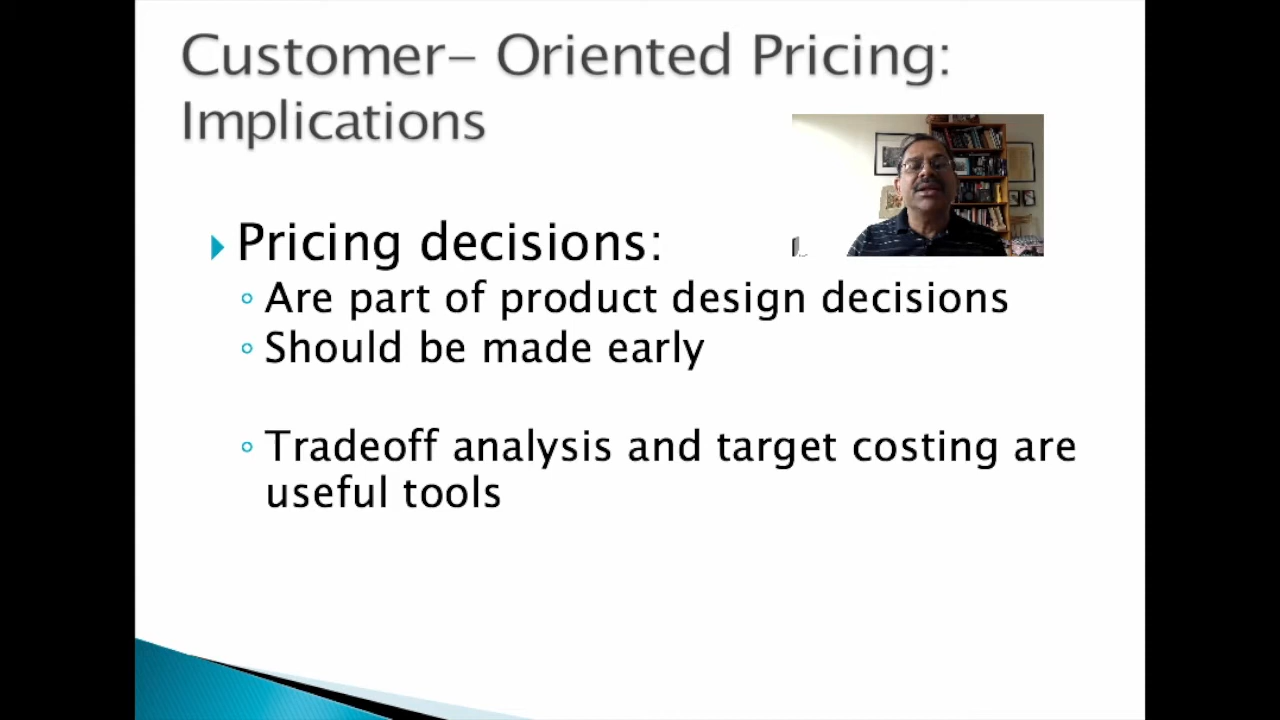 Customer- Oriented Pricing:
Implications
Pricing decisions:
Are part of product design decisions
Should be made early
Tradeoff analysis and target costing are
useful tools